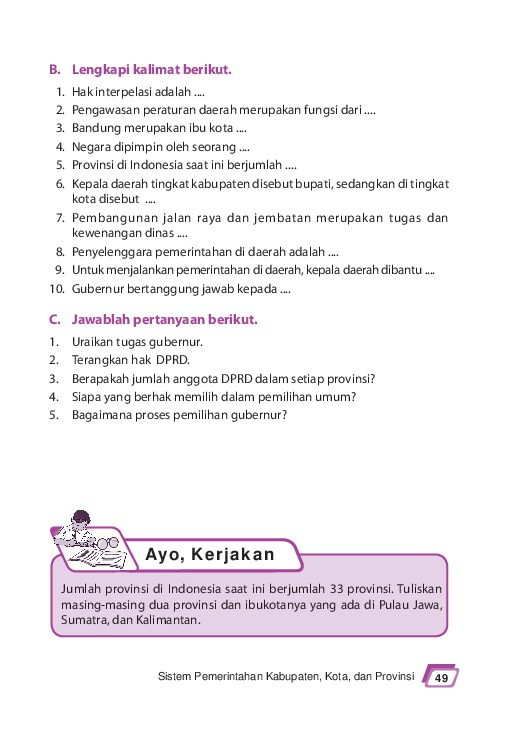 B. Lengkapi kalimat berikut.
1. Hak interpelasi adalah ....
2. Pengawasan peraturan daerah merupakan fungsi dari ....
3. Bandung merupakan ibu kota ....
4. Negara dipimpin oleh seorang ....
5. Provinsi di Indonesia saat ini berjumlah ....
6. Kepala daerah tingkat kabupaten disebut bupati, sedangkan di tingkat
kota disebut ....
7. Pembangunan jalan raya dan jembatan merupakan tugas dan
kewenangan dinas ....
8. Penyelenggara pemerintahan di daerah adalah ....
9. Untuk menjalankan pemerintahan di daerah, kepala daerah dibantu ....
10. Gubernur bertanggung jawab kepada ....
C. Jawablah pertanyaan berikut.
1. Uraikan tugas gubernur.
2. Terangkan hak DPRD.
3. Berapakah jumlah anggota DPRD dalam setiap provinsi?
4. Siapa yang berhak memilih dalam pemilihan umum?
5. Bagaimana proses pemilihan gubernur?
Ayo, Kerjakan
Jumlah provinsi di Indonesia saat ini berjumlah 33 provinsi. Tuliskan
masing-masing dua provinsi dan ibukotanya yang ada di Pulau Jawa,
Sumatra, dan Kalimantan.
Sistem Pemerintahan Kabupaten, Kota, dan Provinsi 49